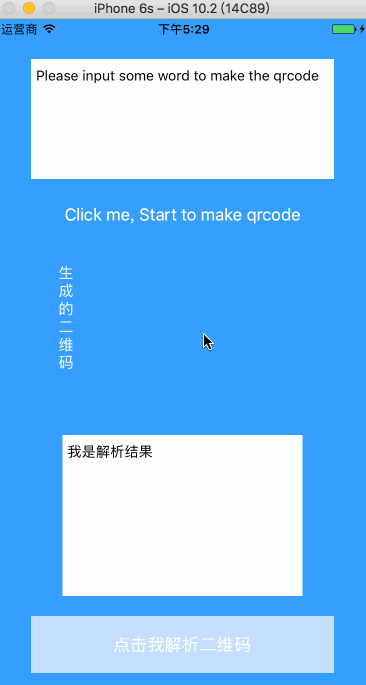 iPhone 6s – iOS 10.2 (14C89)
运营商 下午5:29
Please input some word to make the qrcode
Click me, Start to make qrcode
生成的二维码
我是解析结果
点击我解析二维码